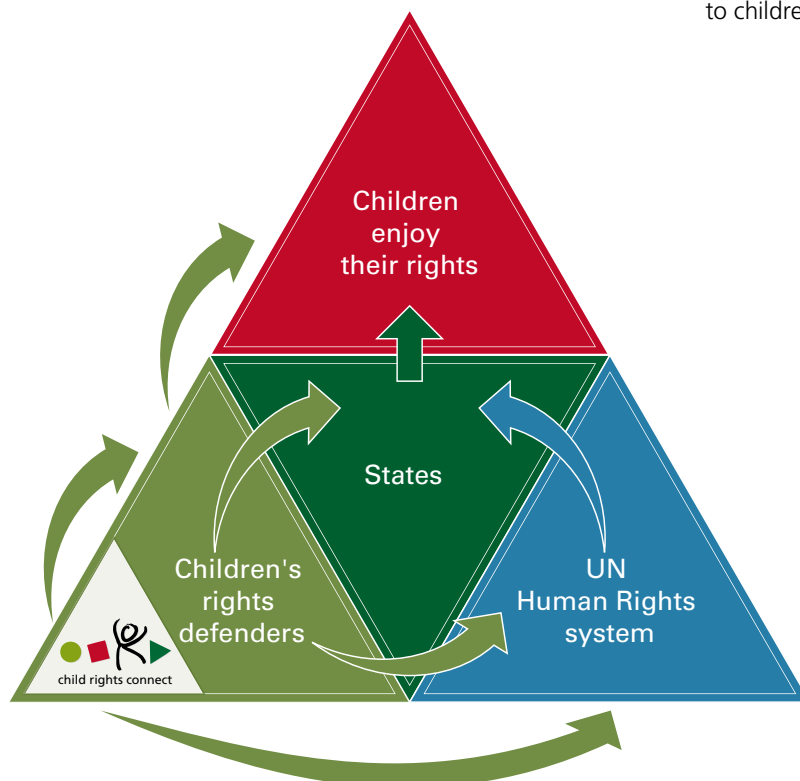 to childre
Children
enjoy
their rights
States
Children's
rights
defenders
UN
Human Rights
system
child rights connect